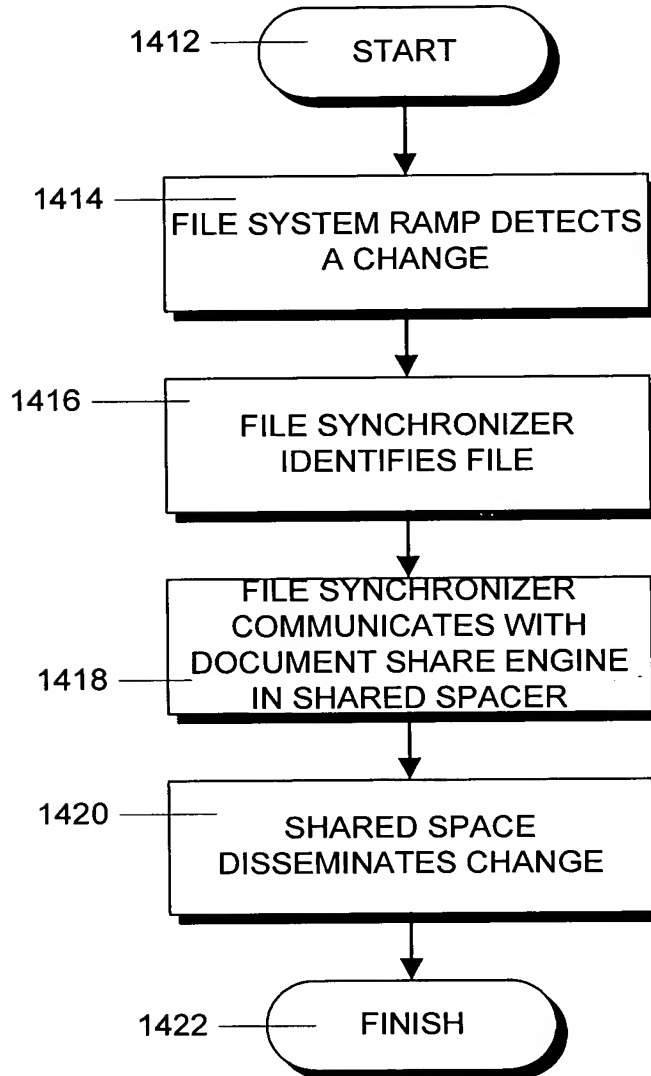 1412
START
1414
FILE SYSTEM RAMP DETECTS
A CHANGE
1416
FILE SYNCHRONIZER
IDENTIFIES FILE
FILE SYNCHRONIZER
COMMUNICATES WITH
DOCUMENT SHARE ENGINE
1418
IN SHARED SPACER
1420
SHARED SPACE
DISSEMINATES CHANGE
1422
FINISH